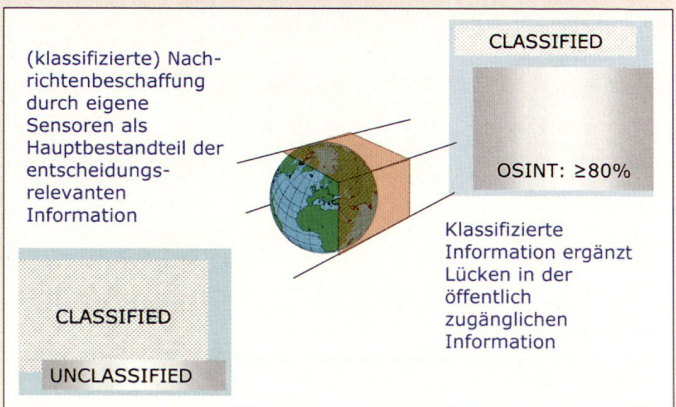 (klassifizierte) Nach-
richtenbeschaffung
durch eigene
Sensoren als
Hauptbestandteil der
entscheidungs-
relevanten
Information
CLASSIFIED
UNCLASSIFIED
CLASSIFIED
OSINT: ≥80%
Klassifizierte
Information ergänzt
Lücken in der
öffentlich
zugänglichen
Information